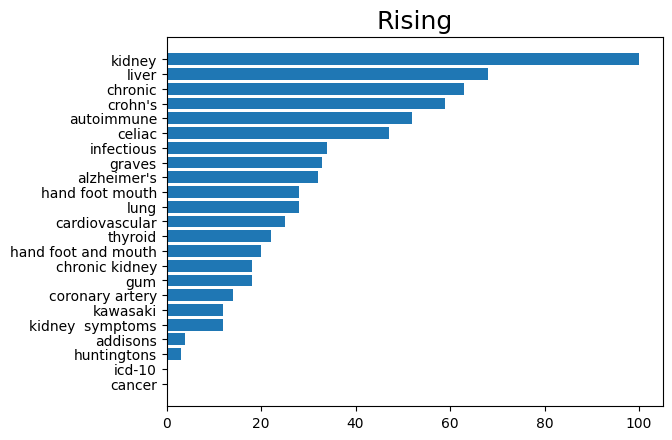 Rising
kidney
liver
chronic
crohn's
autoimmune
celiac
infectious
graves
alzheimer's
hand foot mouth
lung
cardiovascular
thyroid
hand foot and mouth
chronic kidney
gum
coronary artery
kawasaki
kidney  symptoms
addisons
huntingtons
icd-10
cancer
0 20 40 60 80 100